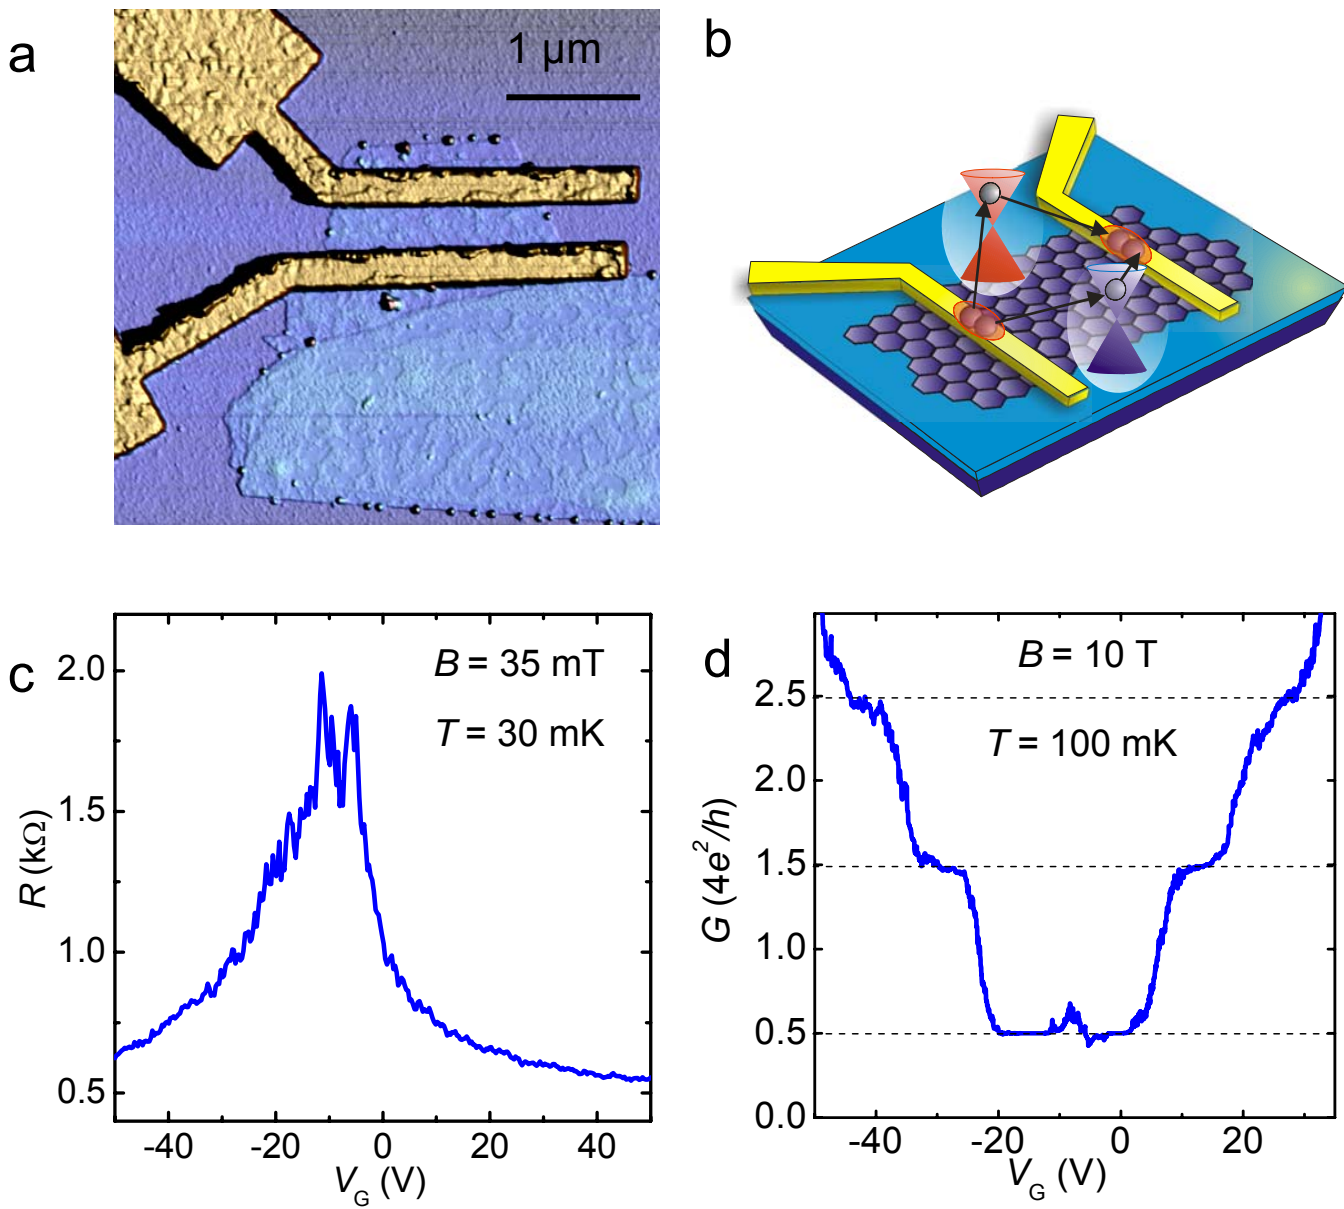 a
1 μm
b
c
B = 35 mT
T = 30 mK
2.0
1.5
1.0
0.5
R (kΩ)
-40 -20 0 20 40
V_G (V)
d
B = 10 T
T = 100 mK
2.5
2.0
1.5
1.0
0.5
0.0
G (4e²/h)
-40 -20 0 20
V_G (V)